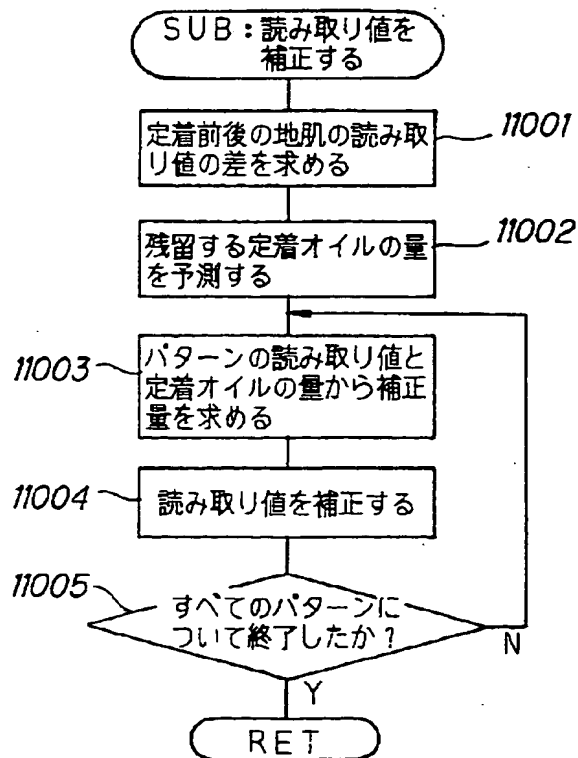 SUB：読み取り値を
補正する
定着前後の地肌の読み取
り値の差を求める
11001
残留する定着オイルの量
を予測する
11002
パターンの読み取り値と
定着オイルの量から補正
量を求める
11003
読み取り値を補正する
11004
すべてのパターンに
ついて終了したか？
11005
N
Y
RET